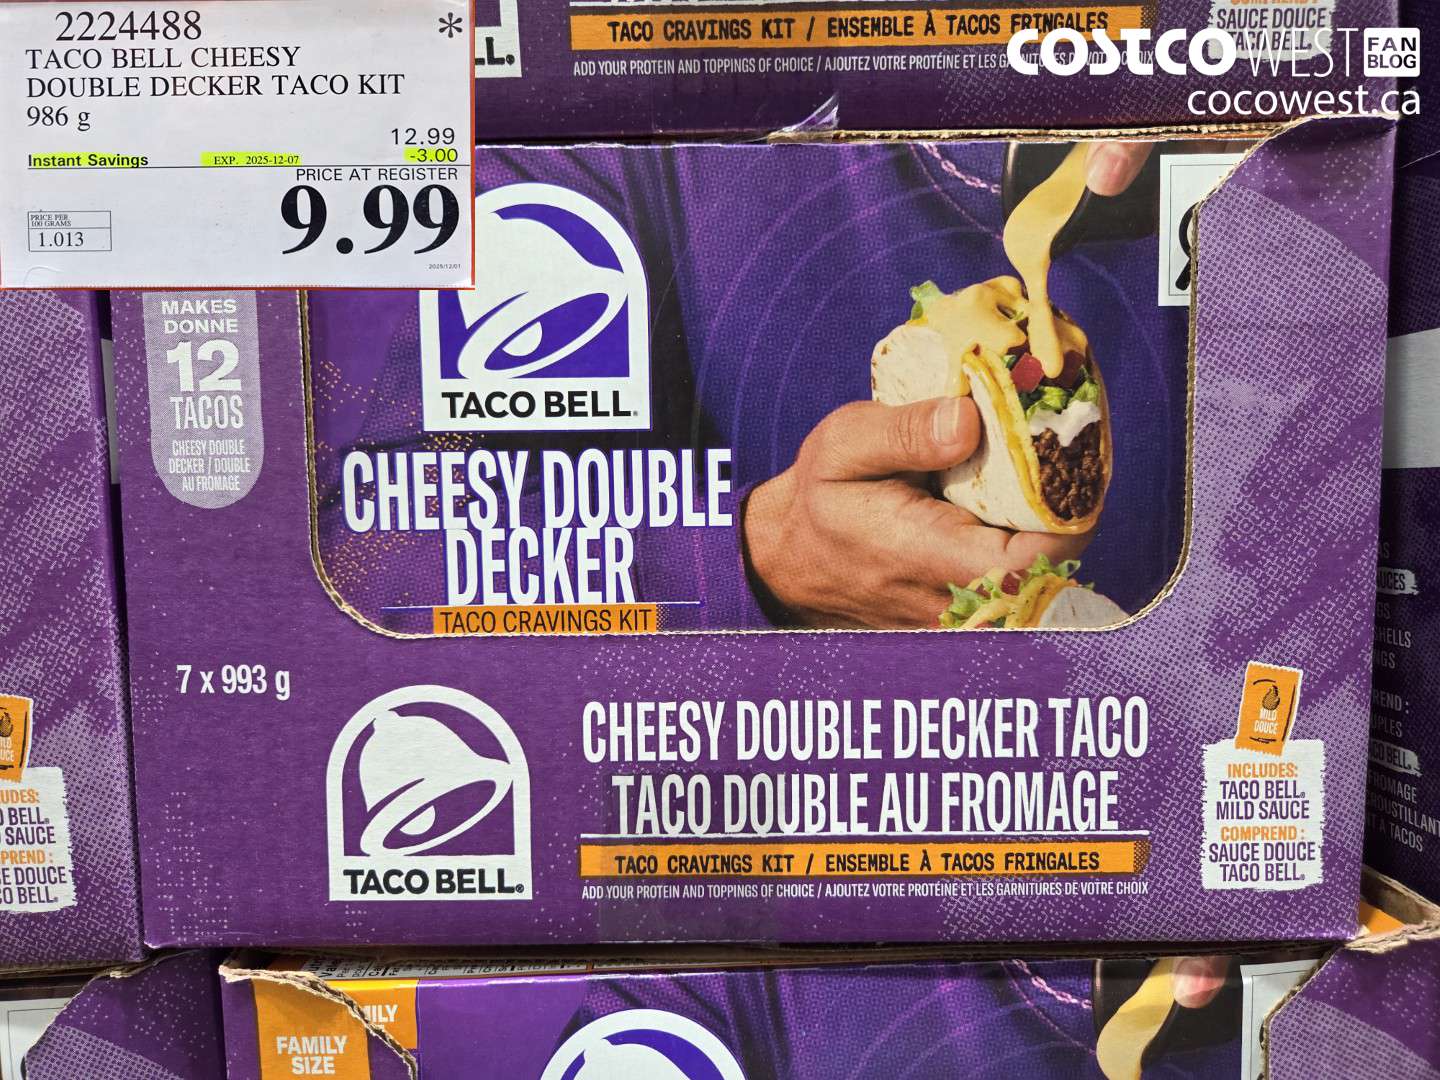 2224488 *
TACO BELL CHEESY
DOUBLE DECKER TACO KIT
986 g
12.99
Instant Savings EXP. 2025-12-07 -3.00
PRICE AT REGISTER
9.99
PRICE PER
100 GRAMS
1.013
2025/12/01
TACO CRAVINGS KIT / ENSEMBLE À TACOS FRINGALES
ADD YOUR PROTEIN AND TOPPINGS OF CHOICE / AJOUTEZ VOTRE PROTÉINE ET LES
SAUCE DOUCE
TACO BELL
COSTCO WEST FAN
BLOG
cocowest.ca
MAKES
DONNE
12
TACOS
CHEESY DOUBLE
DECKER / DOUBLE
AU FROMAGE
TACO BELL
CHEESY DOUBLE
DECKER
TACO CRAVINGS KIT
7 x 993 g
TACO BELL®
CHEESY DOUBLE DECKER TACO
TACO DOUBLE AU FROMAGE
TACO CRAVINGS KIT / ENSEMBLE À TACOS FRINGALES
ADD YOUR PROTEIN AND TOPPINGS OF CHOICE / AJOUTEZ VOTRE PROTÉINE ET LES GARNITURES DE VOTRE CHOIX
MILD
DOUCE
INCLUDES:
TACO BELL®
MILD SAUCE
COMPREND :
SAUCE DOUCE
TACO BELL®
SAUCE
FAMILY
SIZE